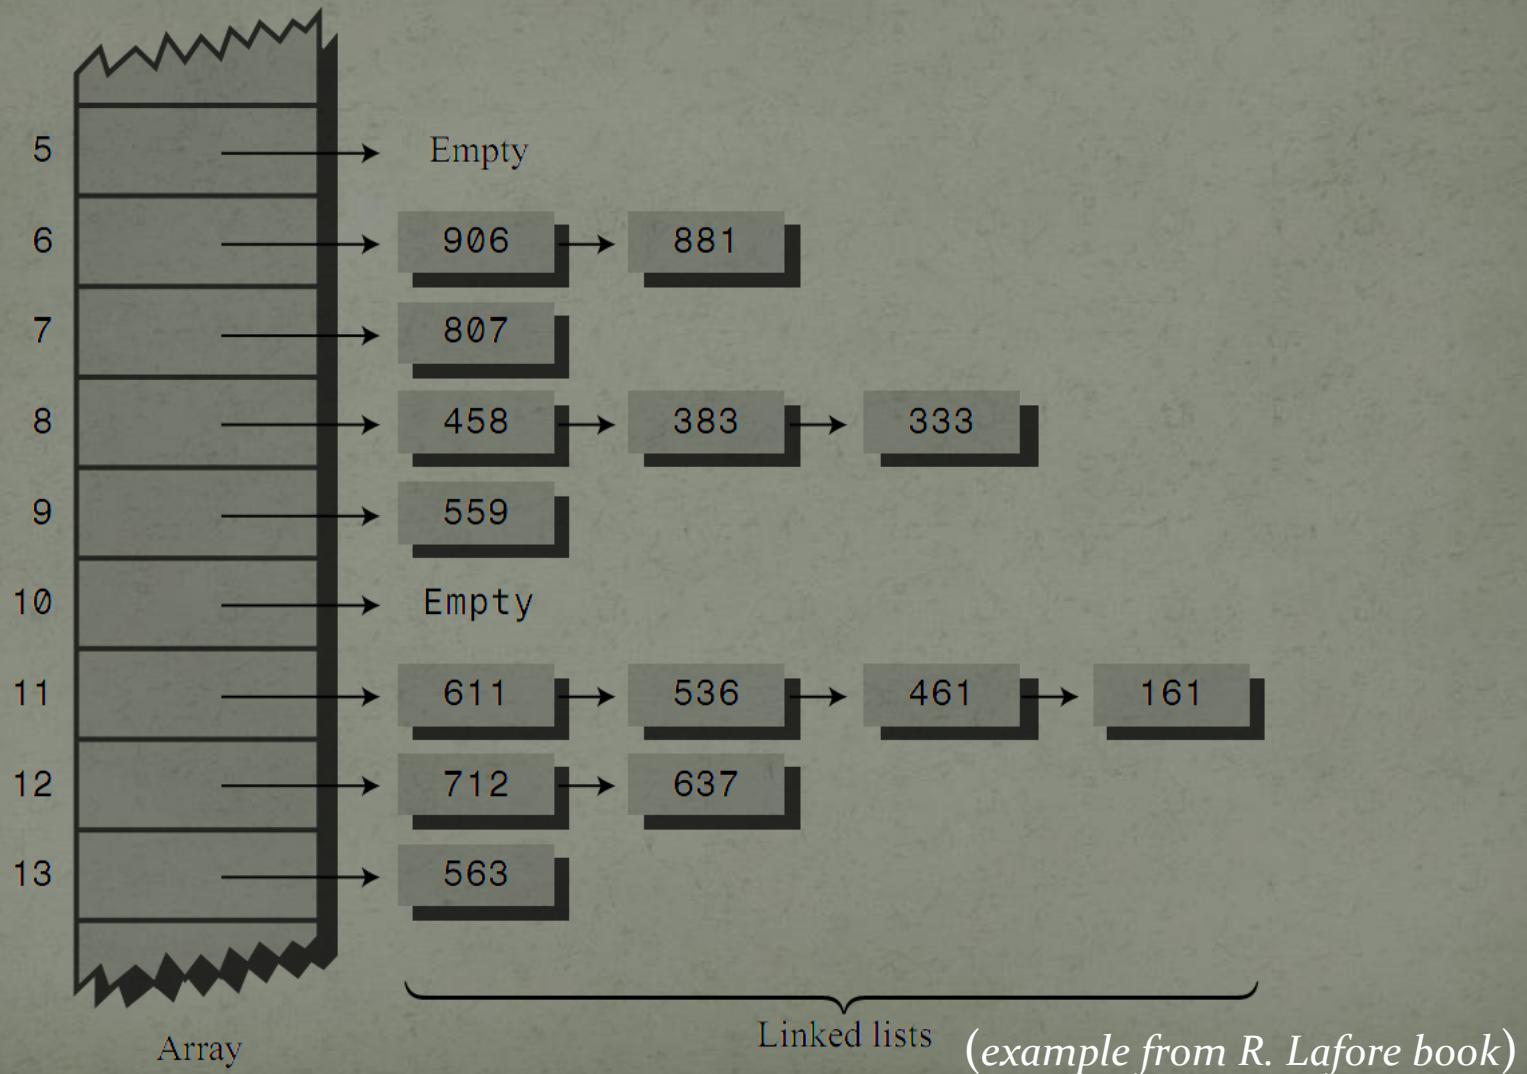 5 Empty
6 906 881
7 807
8 458 383 333
9 559
10 Empty
11 611 536 461 161
12 712 637
13 563
Array
Linked lists
(example from R. Lafore book)